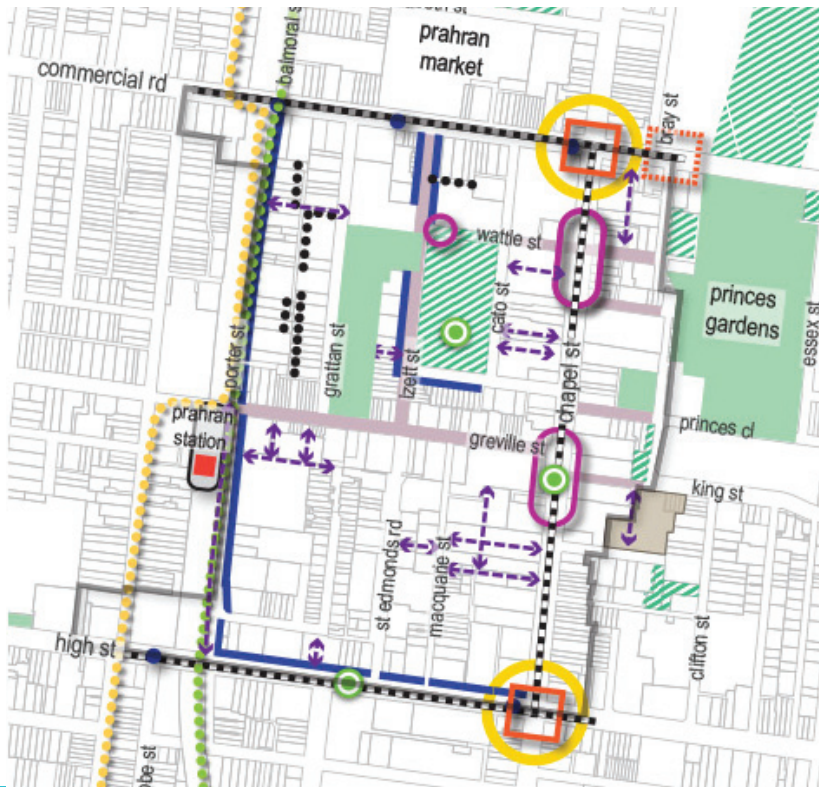 prahran
market
commercial rd
balmoral s
bray st
wattle st
cato st
princes
gardens
essex st
porter st
grattan st
izett st
chapel st
prahran
station
greville st
princes cl
king st
st edmonds rd
macquarie st
clifton st
high st
obe st